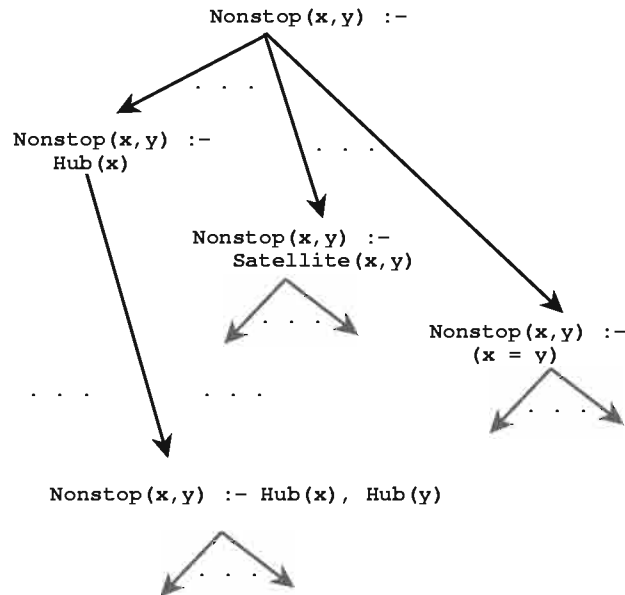 Nonstop(x,y) :-
. . .
Nonstop(x,y) :-
Hub(x)
. . .
Nonstop(x,y) :-
Satellite(x,y)
. . .
Nonstop(x,y) :-
(x = y)
. . .
. . . . . .
Nonstop(x,y) :- Hub(x), Hub(y)
. . .